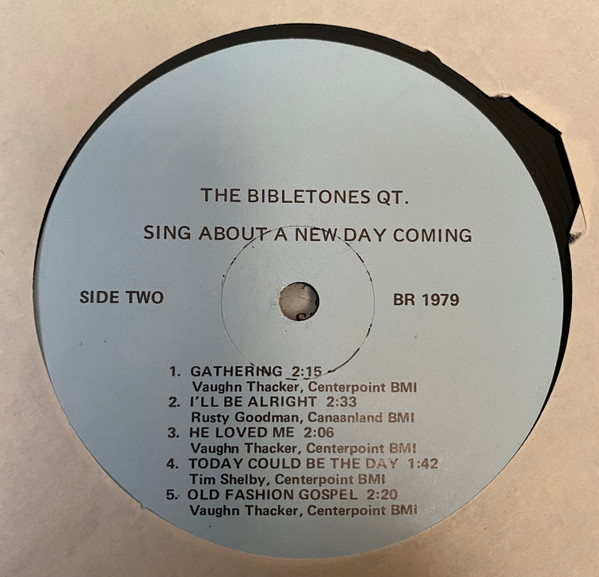 THE BIBLETONES QT.
SING ABOUT A NEW DAY COMING
SIDE TWO
BR 1979
1. GATHERING 2:15
Vaughn Thacker, Centerpoint BMI
2. I'LL BE ALRIGHT 2:33
Rusty Goodman, Canaanland BMI
3. HE LOVED ME 2:06
Vaughn Thacker, Centerpoint BMI
4. TODAY COULD BE THE DAY 1:42
Tim Shelby, Centerpoint BMI
5. OLD FASHION GOSPEL 2:20
Vaughn Thacker, Centerpoint BMI